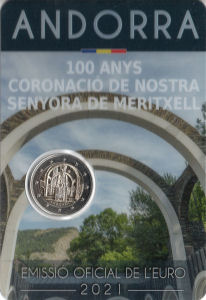 ANDORRA
100 ANYS
CORONACIÓ DE NOSTRA
SENYORA DE MERITXELL
EMISSIÓ OFICIAL DE L'EURO
2021